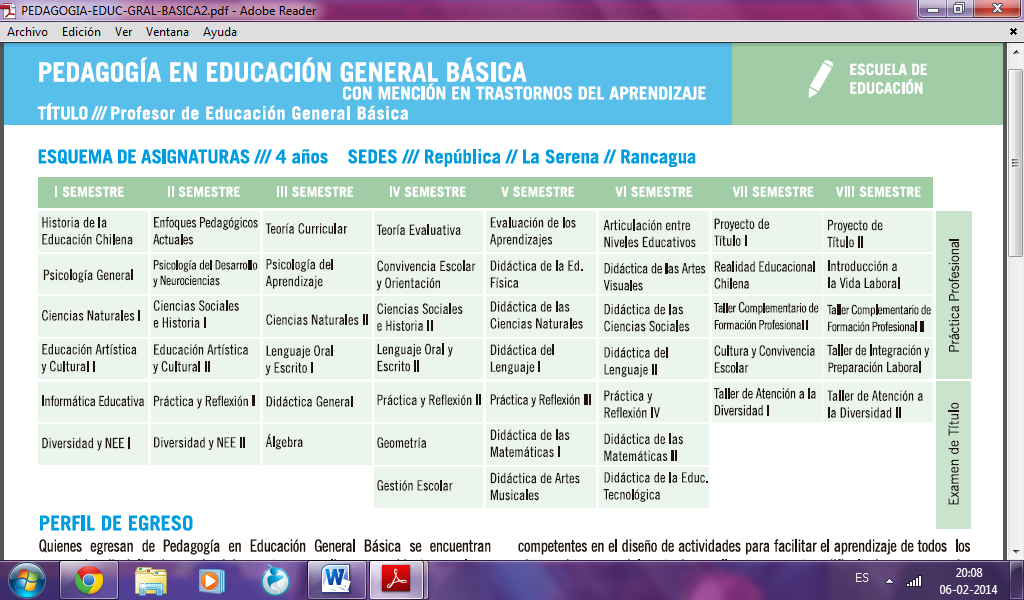 PEDAGOGIA-EDUC-GRAL-BASICA2.pdf - Adobe Reader
Archivo Edición Ver Ventana Ayuda
PEDAGOGÍA EN EDUCACIÓN GENERAL BÁSICA
CON MENCIÓN EN TRASTORNOS DEL APRENDIZAJE
TÍTULO /// Profesor de Educación General Básica
ESCUELA DE
EDUCACIÓN
ESQUEMA DE ASIGNATURAS /// 4 años SEDES /// República // La Serena // Rancagua
I SEMESTRE II SEMESTRE III SEMESTRE IV SEMESTRE V SEMESTRE VI SEMESTRE VII SEMESTRE VIII SEMESTRE
Historia de la
Educación Chilena
Enfoques Pedagógicos
Actuales
Teoría Curricular
Teoría Evaluativa
Evaluación de los
Aprendizajes
Articulación entre
Niveles Educativos
Proyecto de
Título I
Proyecto de
Título II
Psicología General
Psicología del Desarrollo
y Neurociencias
Psicología del
Aprendizaje
Convivencia Escolar
y Orientación
Didáctica de la Ed.
Física
Didáctica de las Artes
Visuales
Realidad Educacional
Chilena
Introducción a
la Vida Laboral
Ciencias Naturales I
Ciencias Sociales
e Historia I
Ciencias Naturales II
Ciencias Sociales
e Historia II
Didáctica de las
Ciencias Naturales
Didáctica de las
Ciencias Sociales
Taller Complementario de
Formación Profesional I
Taller Complementario de
Formación Profesional II
Educación Artística
y Cultural I
Educación Artística
y Cultural II
Lenguaje Oral
y Escrito I
Lenguaje Oral y
Escrito II
Didáctica del
Lenguaje I
Didáctica del
Lenguaje II
Cultura y Convivencia
Escolar
Taller de Integración y
Preparación Laboral
Informática Educativa
Práctica y Reflexión I
Didáctica General
Práctica y Reflexión II
Práctica y Reflexión III
Práctica y
Reflexión IV
Taller de Atención a la
Diversidad I
Taller de Atención a
la Diversidad II
Diversidad y NEE I
Diversidad y NEE II
Álgebra
Geometría
Didáctica de las
Matemáticas I
Didáctica de las
Matemáticas II
Gestión Escolar
Didáctica de Artes
Musicales
Didáctica de la Educ.
Tecnológica
Práctica Profesional
Examen de Título
PERFIL DE EGRESO
Quienes egresan de Pedagogía en Educación General Básica se encuentran
competentes en el diseño de actividades para facilitar el aprendizaje de todos los
ES
20:08
06-02-2014